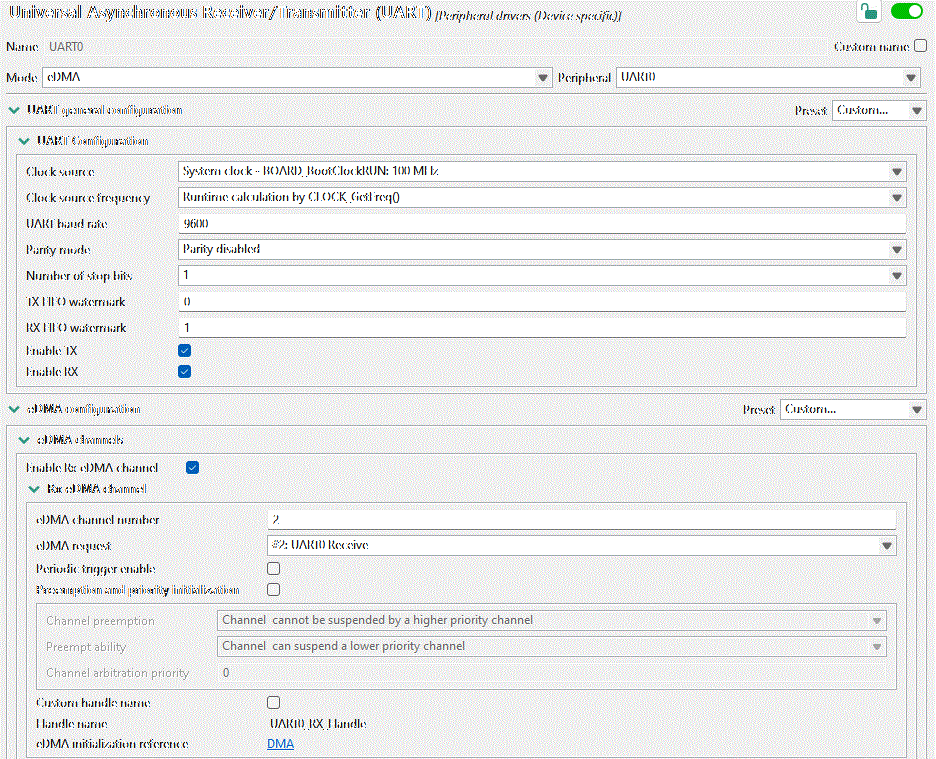 Universal Asynchronous Receiver/Transmitter (UART) [Peripheral drivers (Device specific)]
Name UART0 Custom name
Mode eDMA Peripheral UART0
UART general configuration Preset Custom...
UART Configuration
Clock source System clock - BOARD_BootClockRUN: 100 MHz
Clock source frequency Runtime calculation by CLOCK_GetFreq()
UART baud rate 9600
Parity mode Parity disabled
Number of stop bits 1
TX FIFO watermark 0
RX FIFO watermark 1
Enable TX
Enable RX
eDMA configuration Preset Custom...
eDMA channels
Enable Rx eDMA channel
Rx eDMA channel
eDMA channel number 2
eDMA request #2: UART0 Receive
Periodic trigger enable
Preemption and priority initialization
Channel preemption Channel cannot be suspended by a higher priority channel
Preempt ability Channel can suspend a lower priority channel
Channel arbitration priority 0
Custom handle name
Handle name UART0_RX_Handle
eDMA initialization reference DMA